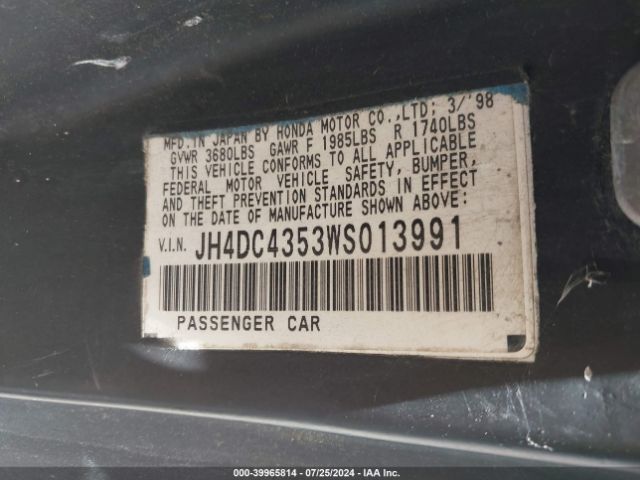 MFD.IN JAPAN BY HONDA MOTOR CO.,LTD; 3/'98
GVWR 3680LBS GAWR F 1985LBS R 1740LBS
THIS VEHICLE CONFORMS TO ALL APPLICABLE
FEDERAL MOTOR VEHICLE SAFETY, BUMPER,
AND THEFT PREVENTION STANDARDS IN EFFECT
ON THE DATE OF MANUFACTURE SHOWN ABOVE:
V.I.N. JH4DC4353WS013991
PASSENGER CAR
000-39965814 / 07/25/2024 - IAA Inc.